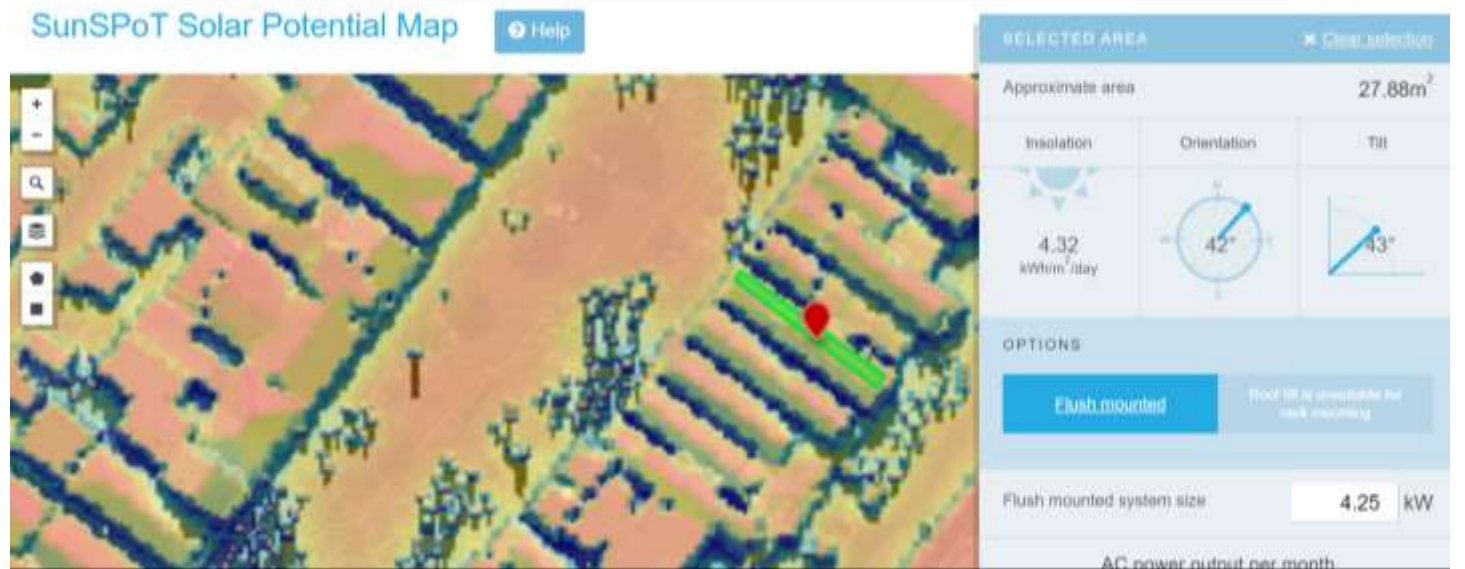 SunSPoT Solar Potential Map
Help
SELECTED AREA
Clear selection
Approximate area
27.88m²
Insolation
Orientation
Tilt
4.32
kWh/m²/day
42°
43°
OPTIONS
Flush mounted
Roof tilt is unsuitable for
rack mounting
Flush mounted system size
4.25 kW
AC power output per month